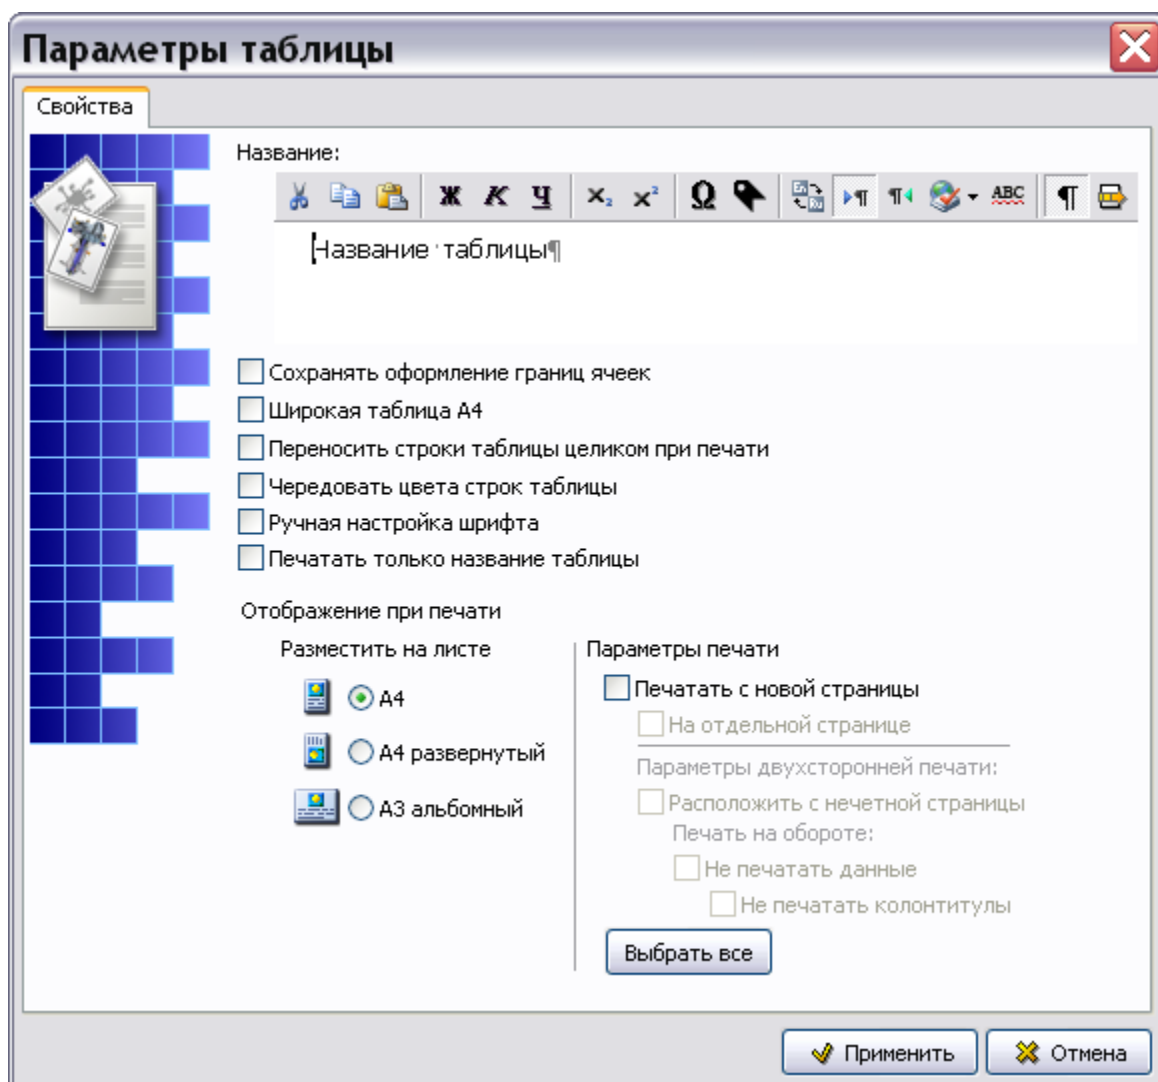 Параметры таблицы
Свойства
Название:
Ж К Ч x₂ x² Ω ¶ ¶ ABC ¶
Название·таблицы¶
Сохранять оформление границ ячеек
Широкая таблица А4
Переносить строки таблицы целиком при печати
Чередовать цвета строк таблицы
Ручная настройка шрифта
Печатать только название таблицы
Отображение при печати
Разместить на листе
А4
А4 развернутый
А3 альбомный
Параметры печати
Печатать с новой страницы
На отдельной странице
Параметры двухсторонней печати:
Расположить с нечетной страницы
Печать на обороте:
Не печатать данные
Не печатать колонтитулы
Выбрать все
Применить
Отмена